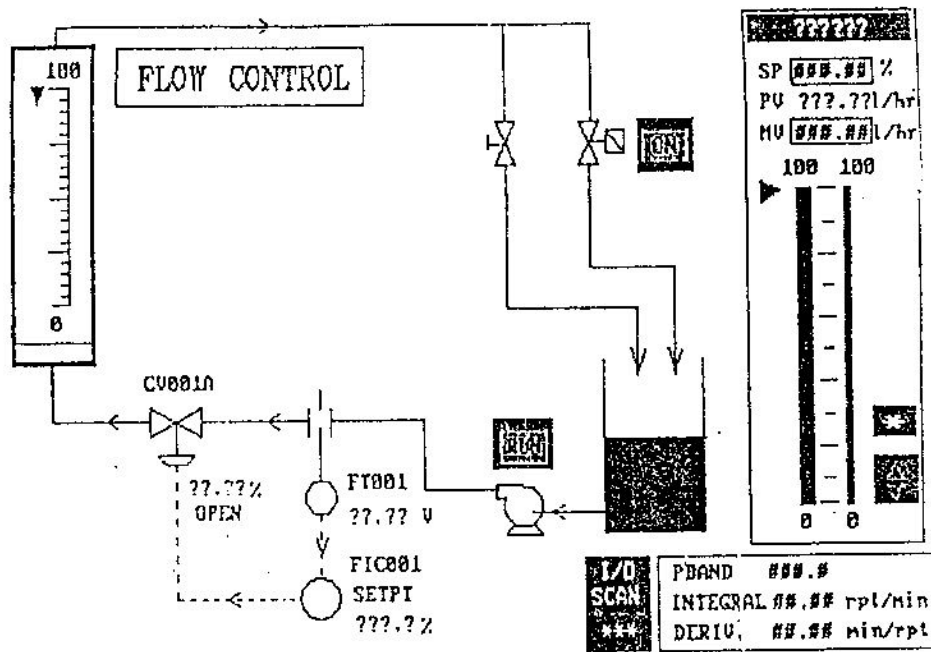 100
FLOW CONTROL
0
CV001A
??.??%
OPEN
FT001
??.?? V
FIC001
SETPT
???.?%
ON
RUN
??????
SP ###.## %
PV ???.??l/hr
MV ###.##l/hr
100 100
*
0 0
I/O
SCAN
PBAND ###.#
INTEGRAL ##.## rpt/min
DERIV. ##.## min/rpt